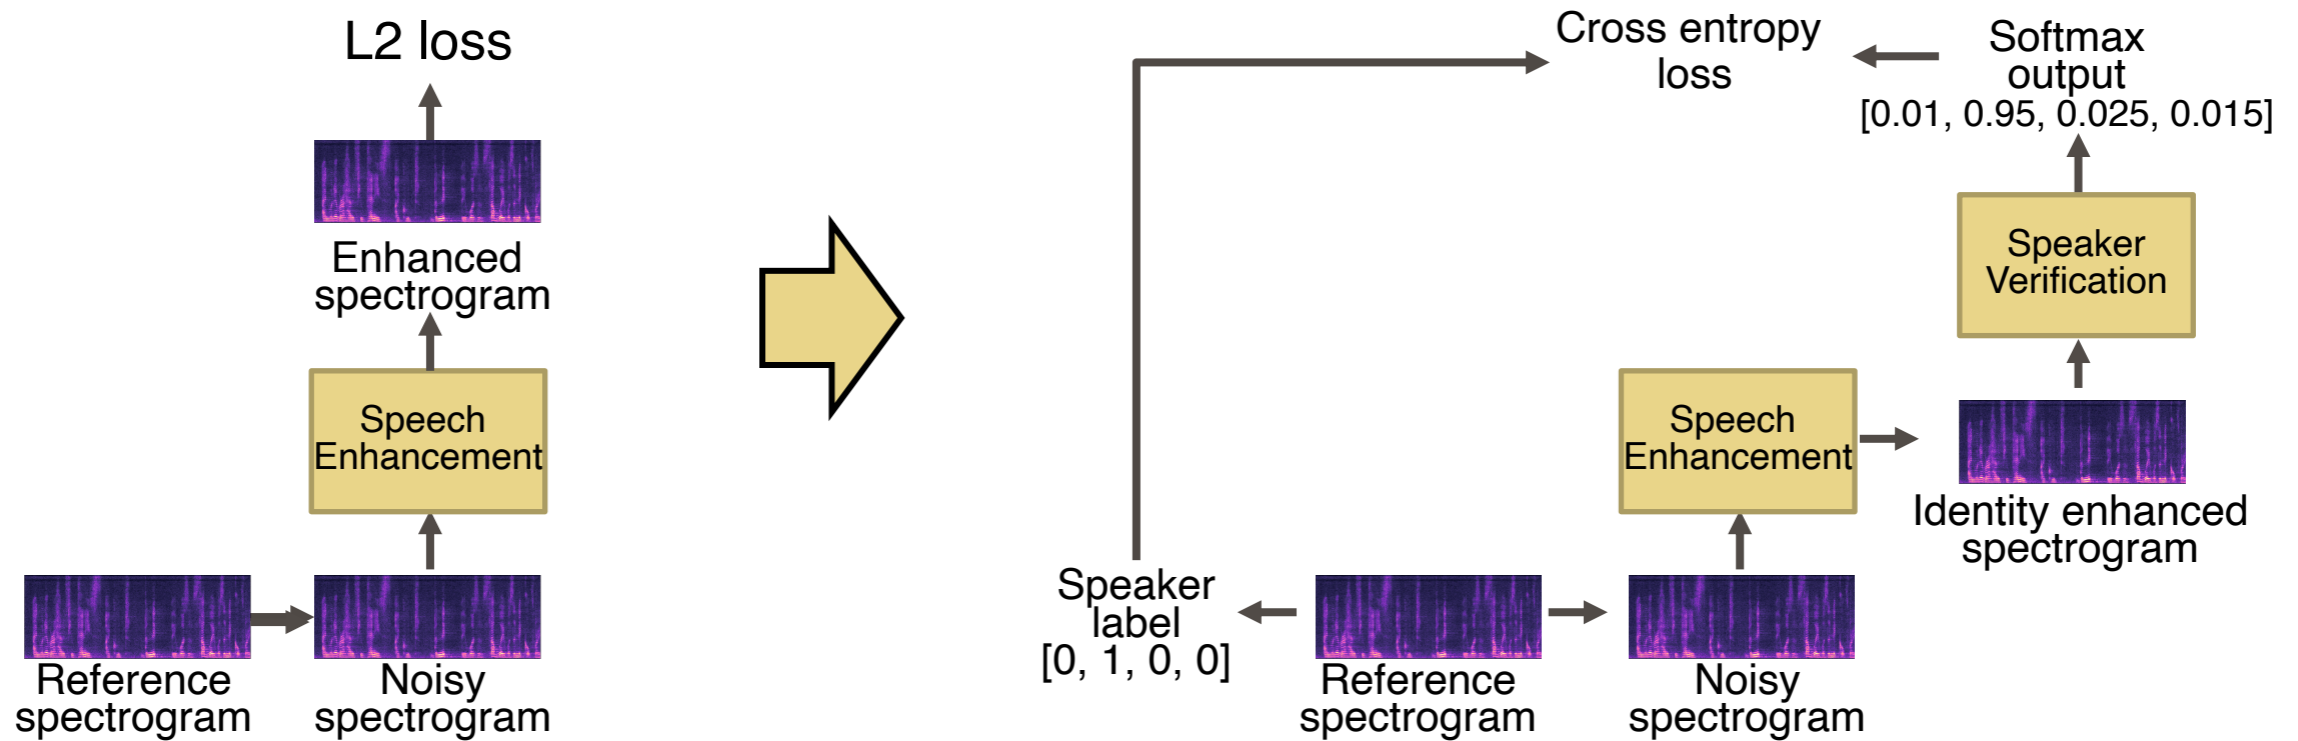 L2 loss
Enhanced
spectrogram
Speech
Enhancement
Reference
spectrogram
Noisy
spectrogram
Cross entropy
loss
Softmax
output
[0.01, 0.95, 0.025, 0.015]
Speaker
Verification
Speech
Enhancement
Identity enhanced
spectrogram
Speaker
label
[0, 1, 0, 0]
Reference
spectrogram
Noisy
spectrogram